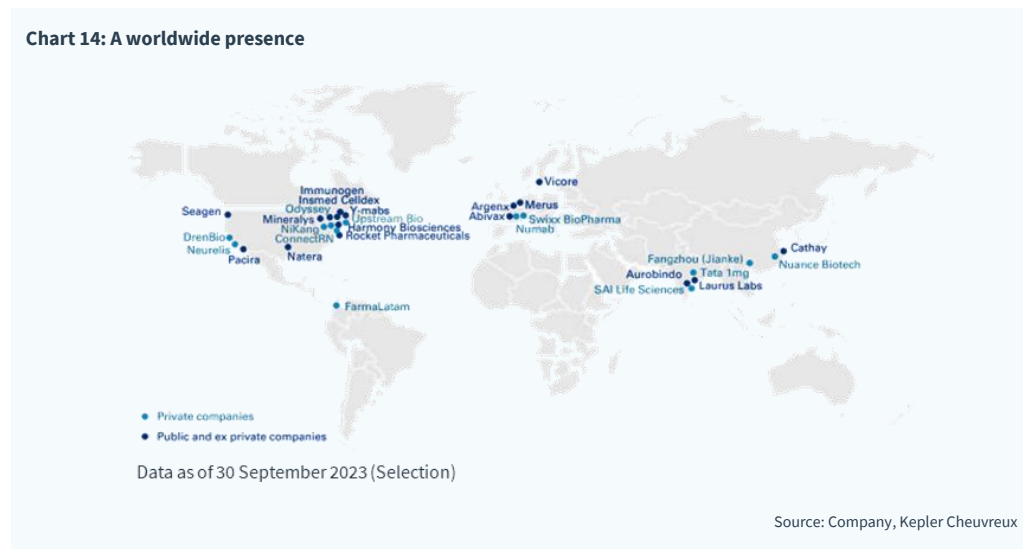 Chart 14: A worldwide presence
Immunogen
Insmed Celldex
Odyssey
Y-mabs
Seagen
Mineralys
Upstream Bio
NiKang
Harmony Biosciences
DrenBio
ConnectRN
Rocket Pharmaceuticals
Neurelis
Pacira
Natera
FarmaLatam
Vicore
Argenx
Merus
Abivax
Swixx BioPharma
Numab
Cathay
Fangzhou (Jianke)
Nuance Biotech
Aurobindo
Tata 1mg
SAI Life Sciences
Laurus Labs
Private companies
Public and ex private companies
Data as of 30 September 2023 (Selection)
Source: Company, Kepler Cheuvreux